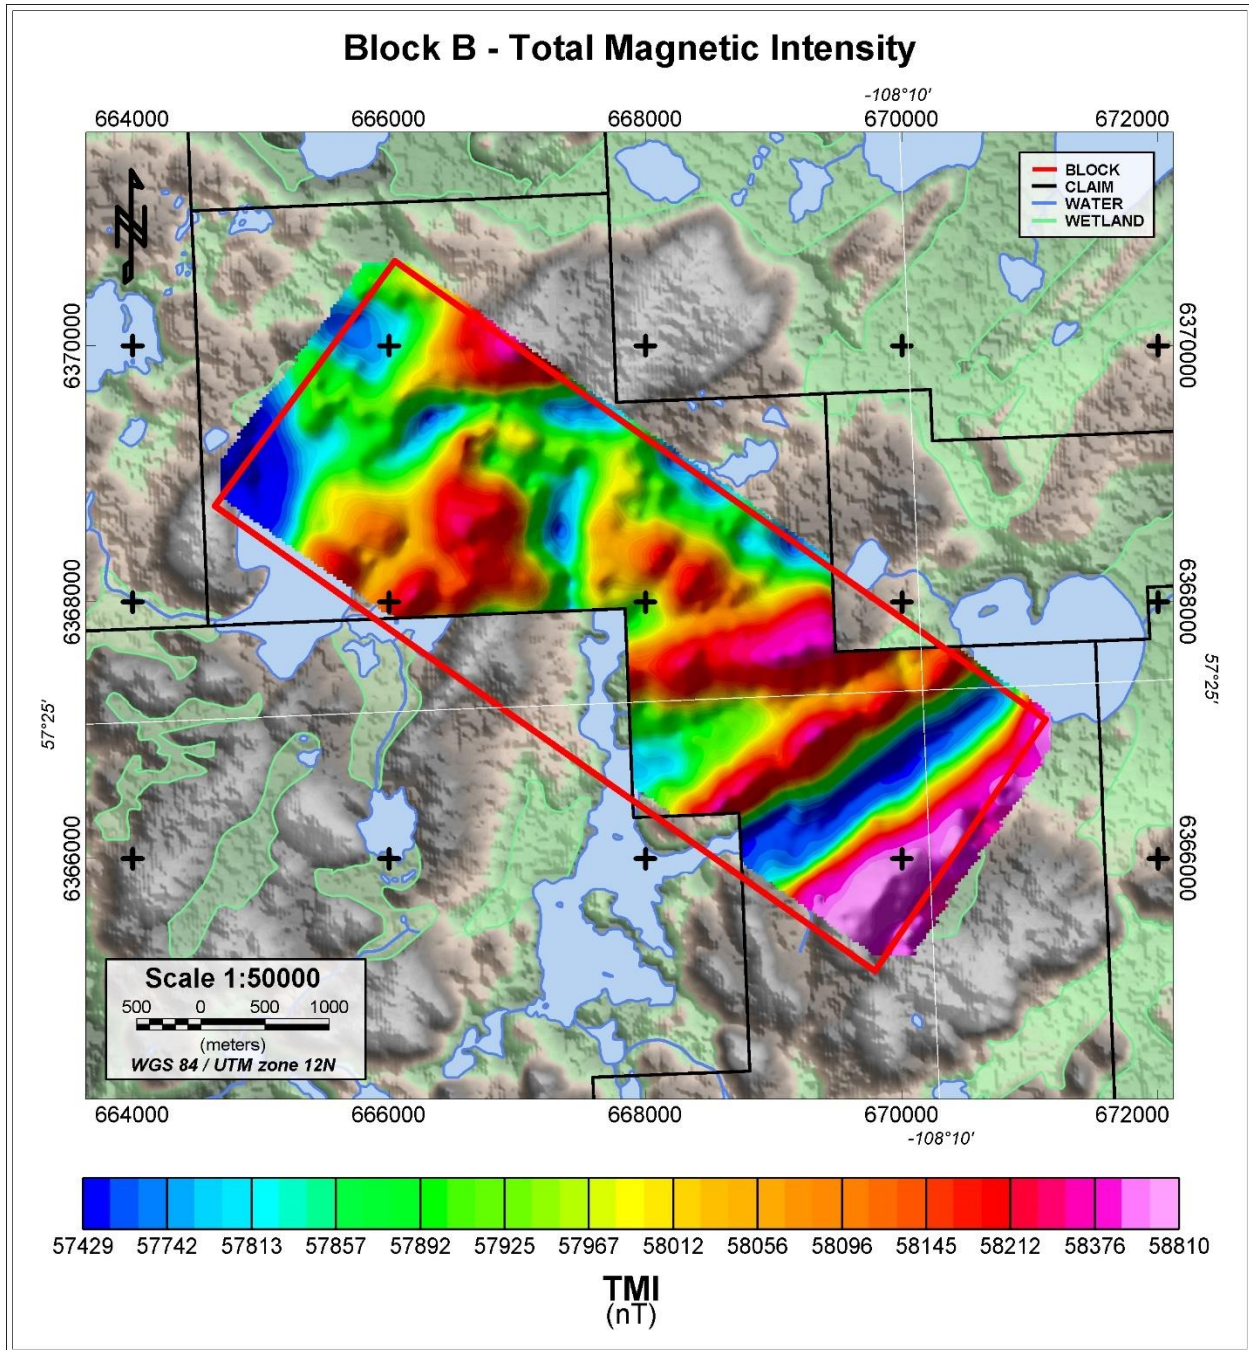 Block B - Total Magnetic Intensity
-108°10'
664000 666000 668000 670000 672000
BLOCK
CLAIM
WATER
WETLAND
6370000 6370000
6368000 6368000
57°25' 57°25'
6366000 6366000
Scale 1:50000
500 0 500 1000
(meters)
WGS 84 / UTM zone 12N
664000 666000 668000 670000 672000
-108°10'
57429 57742 57813 57857 57892 57925 57967 58012 58056 58096 58145 58212 58376 58810
TMI
(nT)